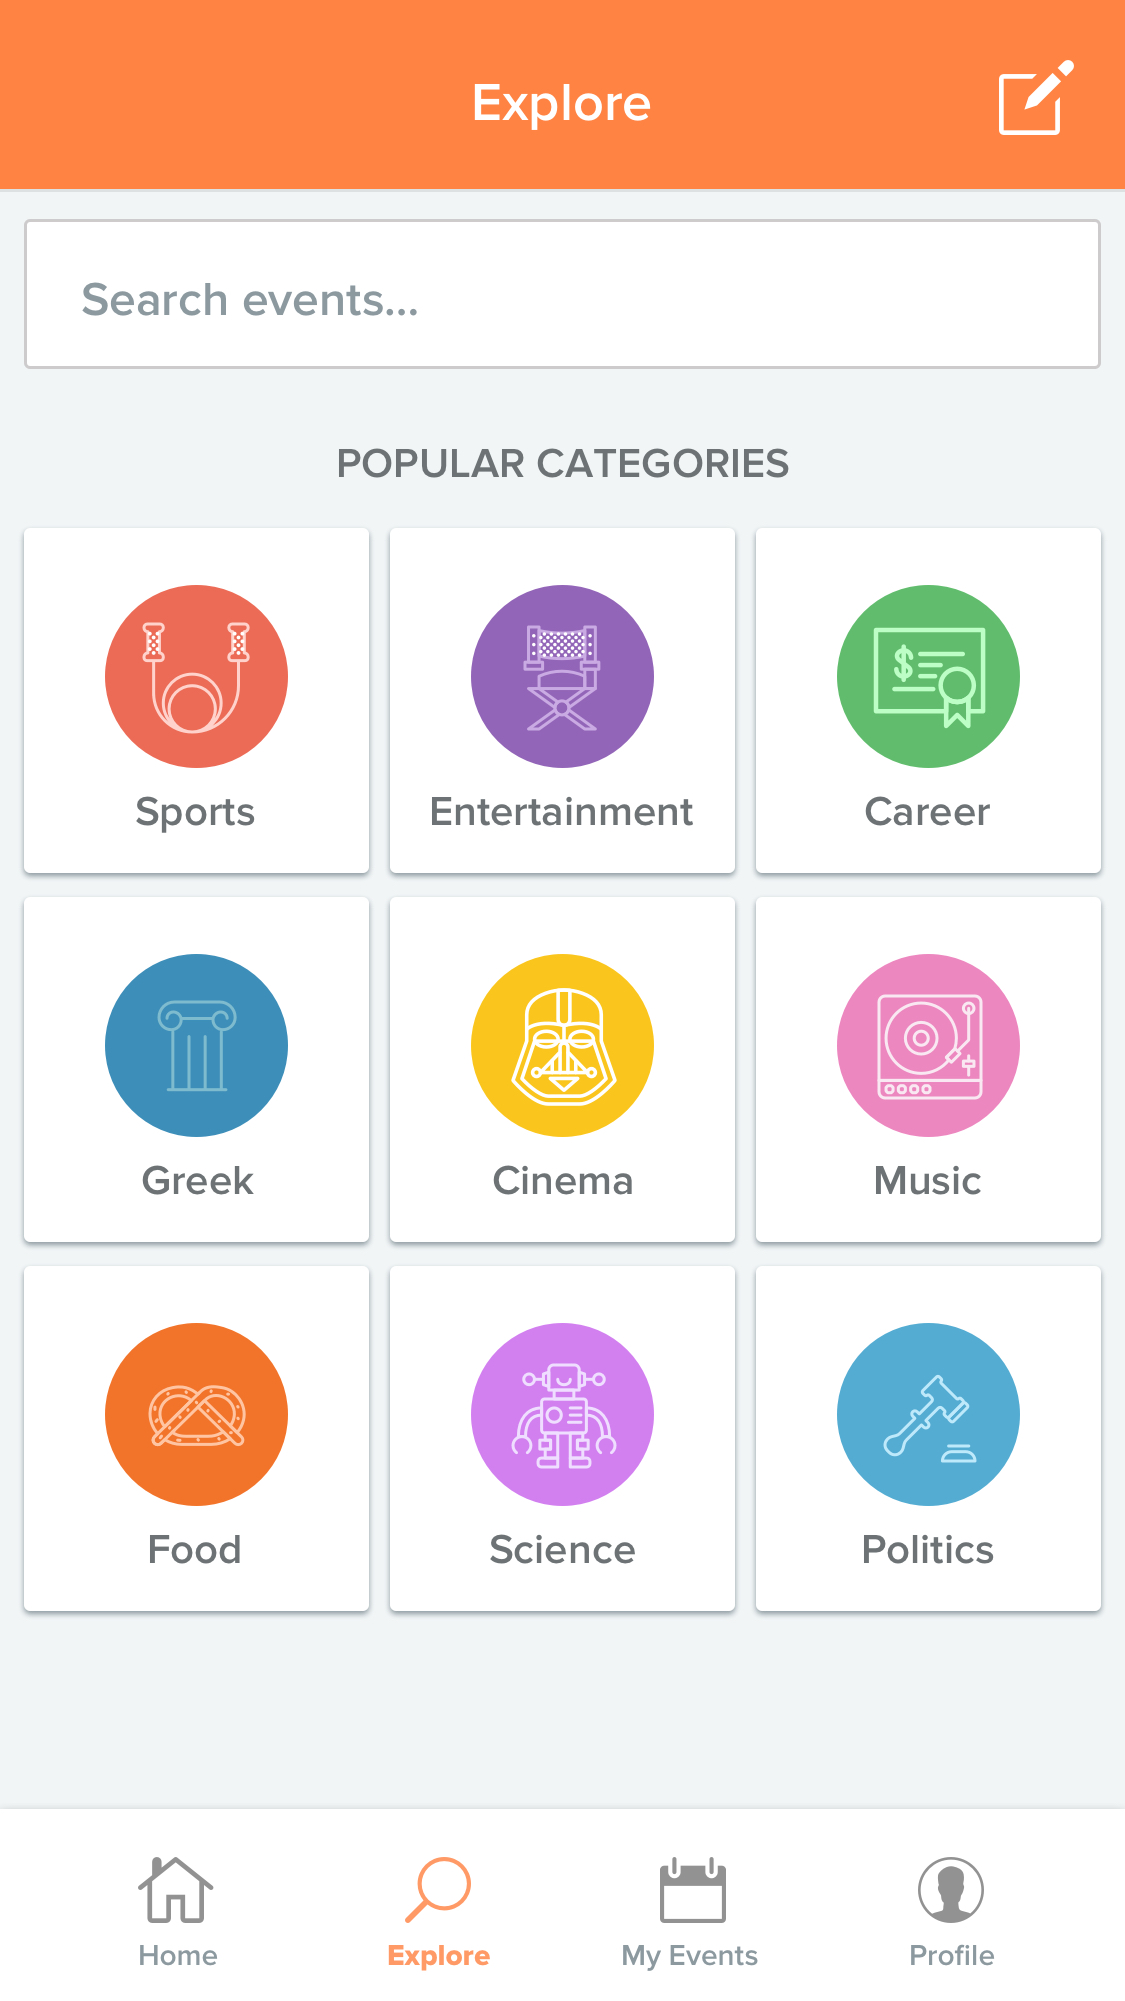 Explore
Search events...
POPULAR CATEGORIES
Sports
Entertainment
Career
Greek
Cinema
Music
Food
Science
Politics
Home
Explore
My Events
Profile